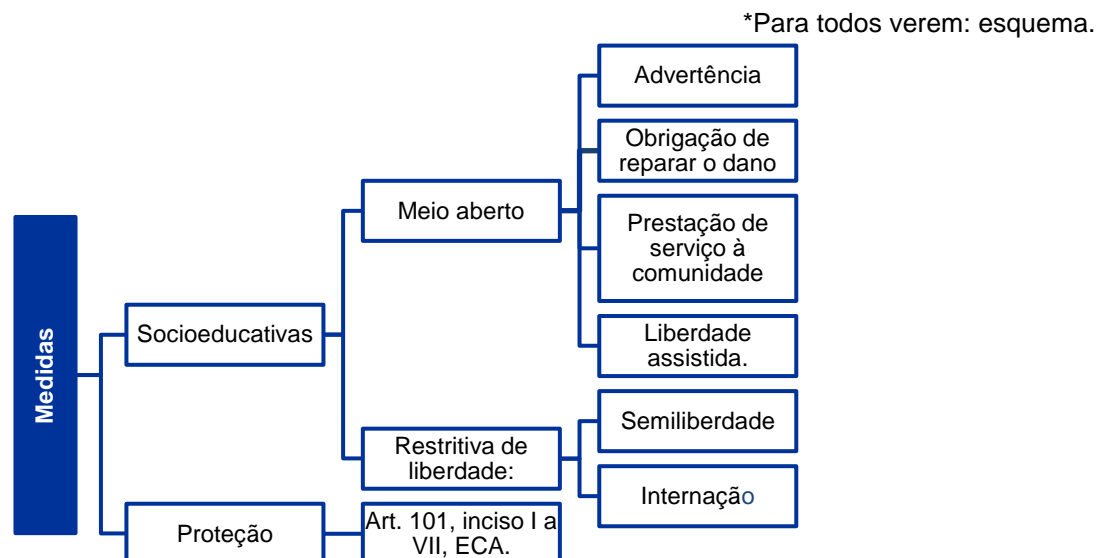 *Para todos verem: esquema.
Medidas
Socioeducativas
Meio aberto
Advertência
Obrigação de
reparar o dano
Prestação de
serviço à
comunidade
Liberdade
assistida.
Restritiva de
liberdade:
Semiliberdade
Internação
Proteção
Art. 101, inciso I a
VII, ECA.